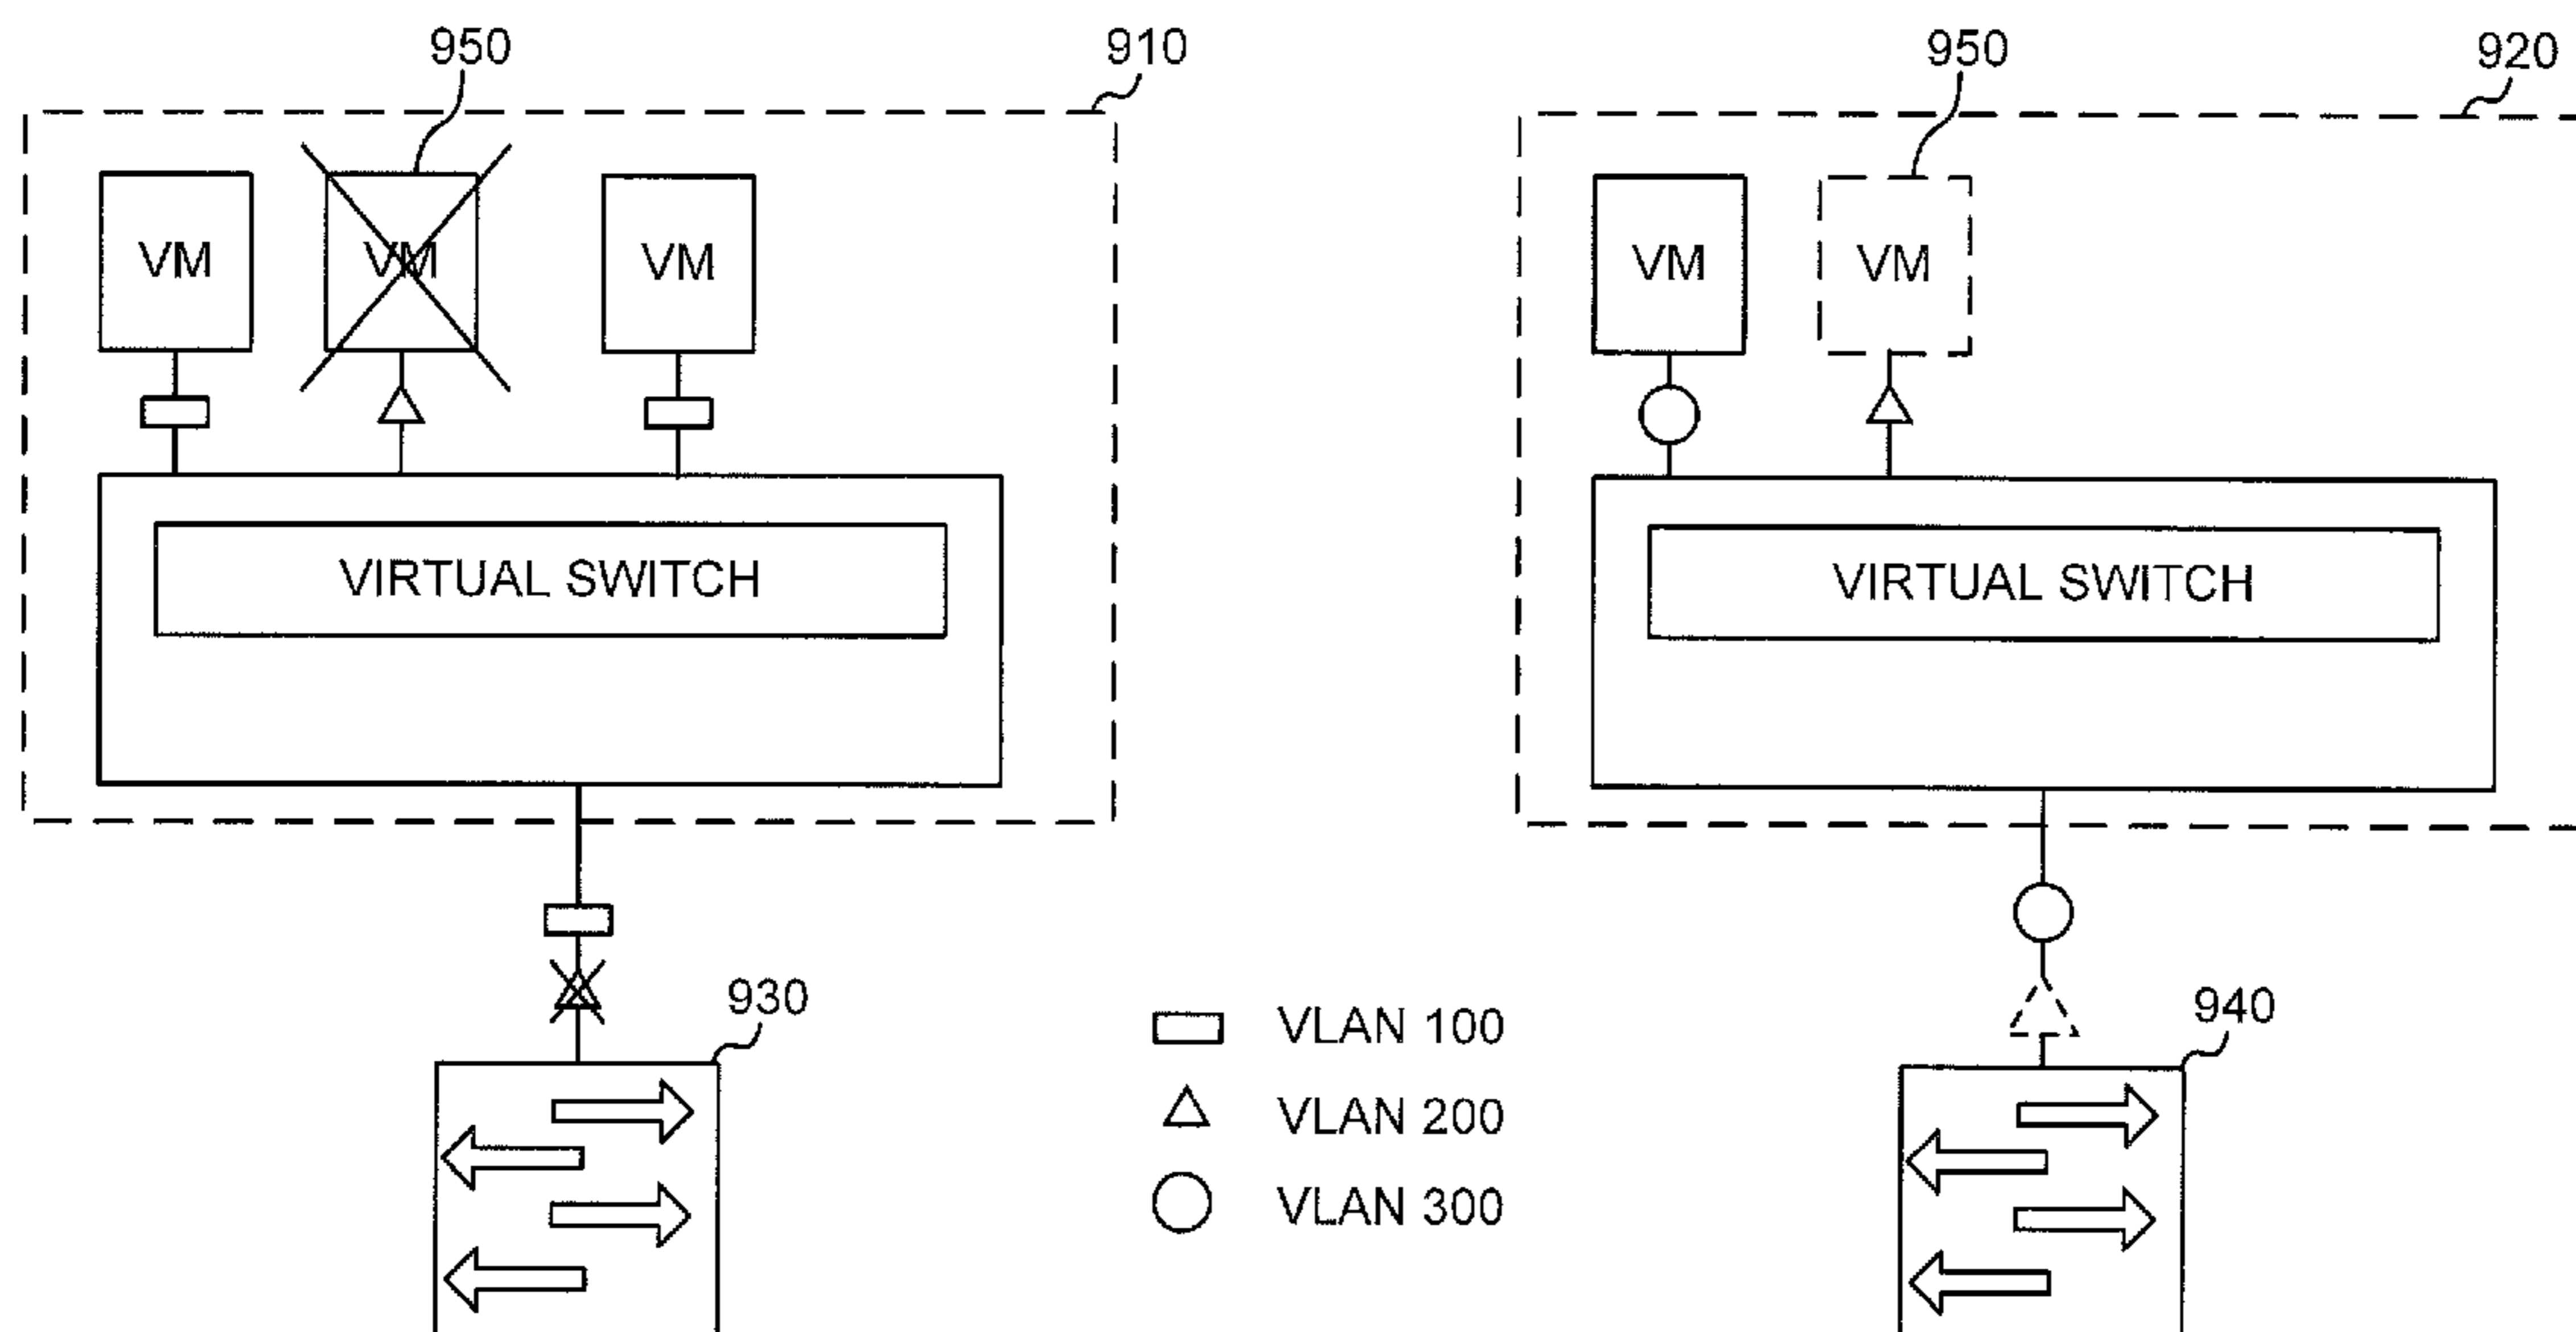 950
910
950
920
VM
VM
VM
VM
VM
VIRTUAL SWITCH
VIRTUAL SWITCH
930
940
VLAN 100
VLAN 200
VLAN 300